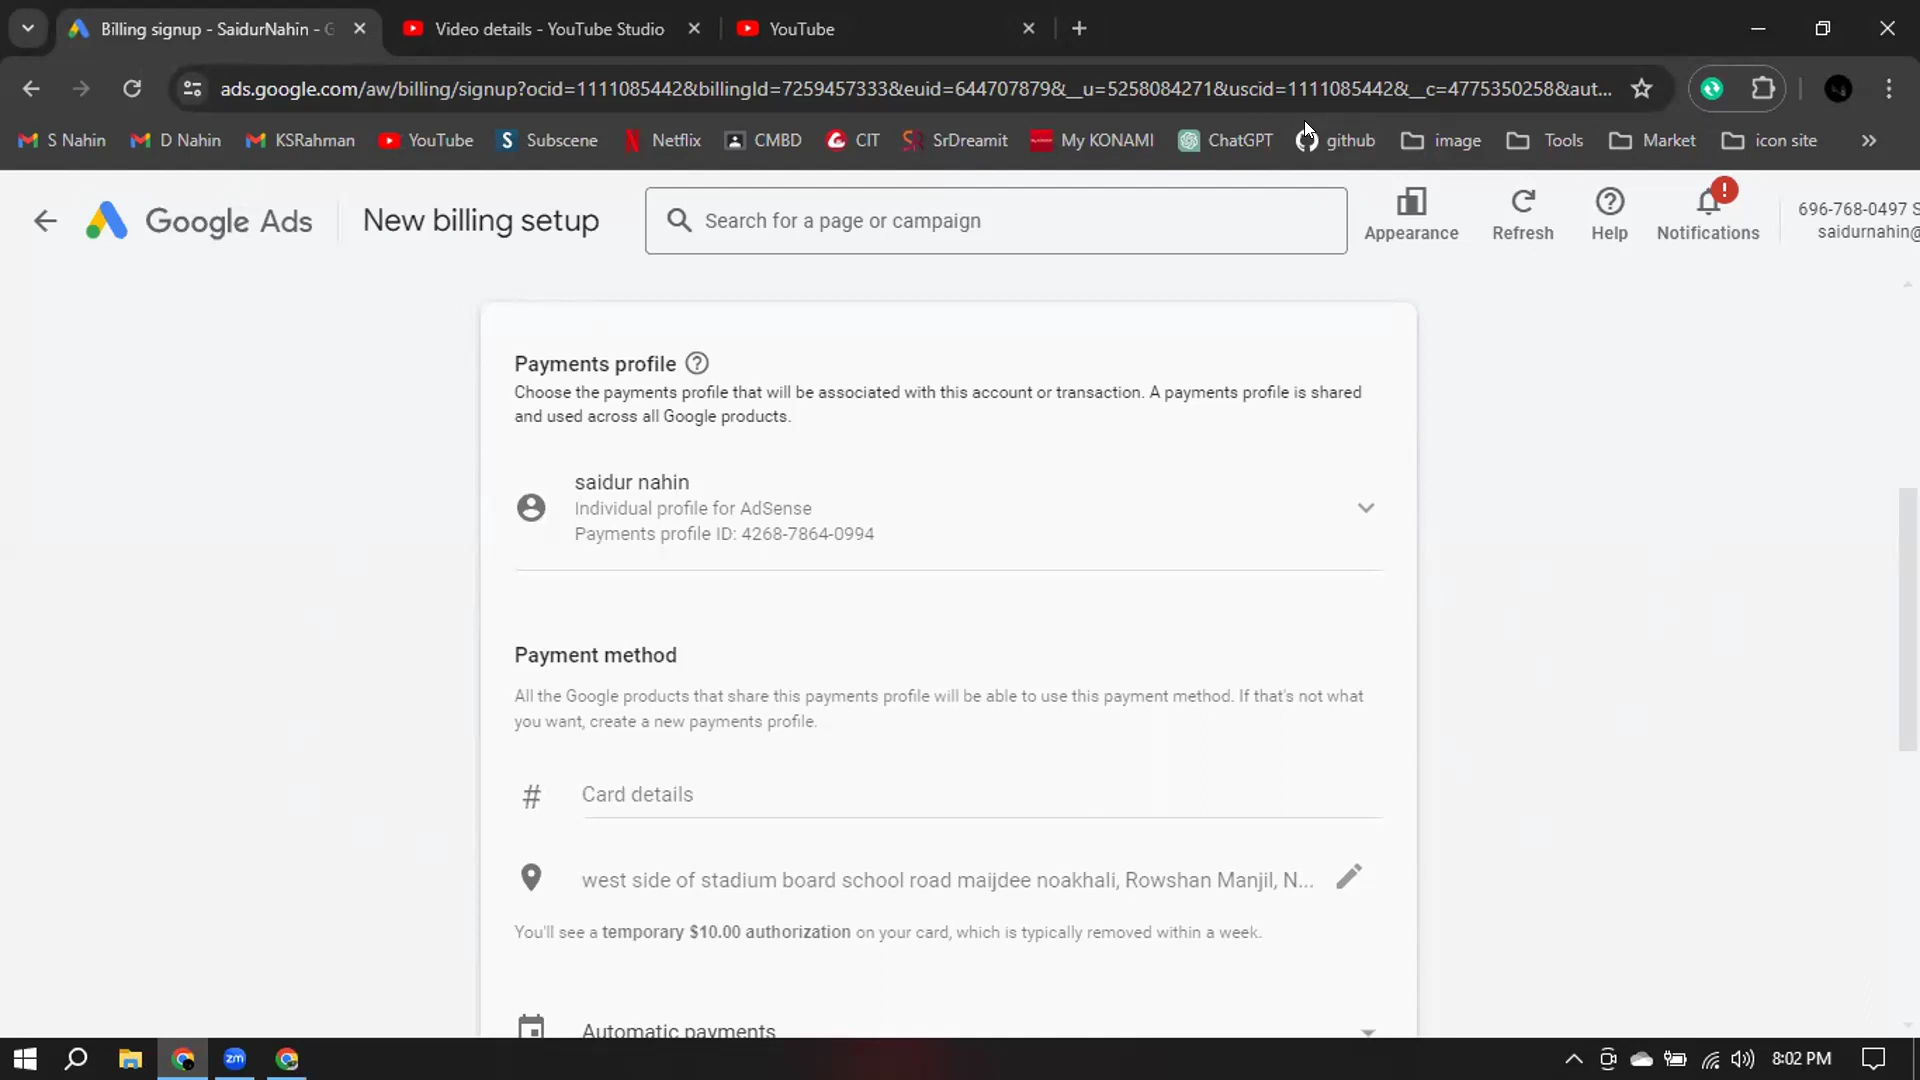 Billing signup - SaidurNahin - G
Video details - YouTube Studio
YouTube
ads.google.com/aw/billing/signup?ocid=1111085442&billingId=7259457333&euid=644707879&__u=5258084271&uscid=1111085442&__c=4775350258&aut...
S Nahin
D Nahin
KSRahman
YouTube
Subscene
Netflix
CMBD
CIT
SrDreamit
My KONAMI
ChatGPT
github
image
Tools
Market
icon site
Google Ads
New billing setup
Search for a page or campaign
Appearance
Refresh
Help
Notifications
696-768-0497 S
saidurnahin@
Payments profile
Choose the payments profile that will be associated with this account or transaction. A payments profile is shared
and used across all Google products.
saidur nahin
Individual profile for AdSense
Payments profile ID: 4268-7864-0994
Payment method
All the Google products that share this payments profile will be able to use this payment method. If that's not what
you want, create a new payments profile.
# Card details
west side of stadium board school road maijdee noakhali, Rowshan Manjil, N...
You'll see a temporary $10.00 authorization on your card, which is typically removed within a week.
Automatic payments
zm
8:02 PM